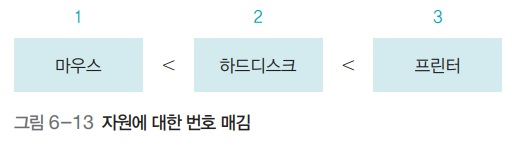 1 2 3
마우스 < 하드디스크 < 프린터
그림 6-13 자원에 대한 번호 매김